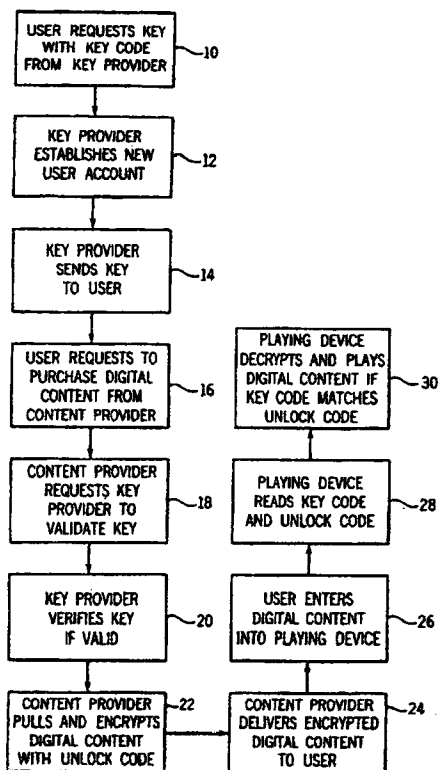 USER REQUESTS KEY
WITH KEY CODE
FROM KEY PROVIDER
10
KEY PROVIDER
ESTABLISHES NEW
USER ACCOUNT
12
KEY PROVIDER
SENDS KEY
TO USER
14
USER REQUESTS TO
PURCHASE DIGITAL
CONTENT FROM
CONTENT PROVIDER
16
CONTENT PROVIDER
REQUESTS KEY
PROVIDER TO
VALIDATE KEY
18
KEY PROVIDER
VERIFIES KEY
IF VALID
20
CONTENT PROVIDER
PULLS AND ENCRYPTS
DIGITAL CONTENT
WITH UNLOCK CODE
22
CONTENT PROVIDER
DELIVERS ENCRYPTED
DIGITAL CONTENT
TO USER
24
USER ENTERS
DIGITAL CONTENT
INTO PLAYING DEVICE
26
PLAYING DEVICE
READS KEY CODE
AND UNLOCK CODE
28
PLAYING DEVICE
DECRYPTS AND PLAYS
DIGITAL CONTENT IF
KEY CODE MATCHES
UNLOCK CODE
30